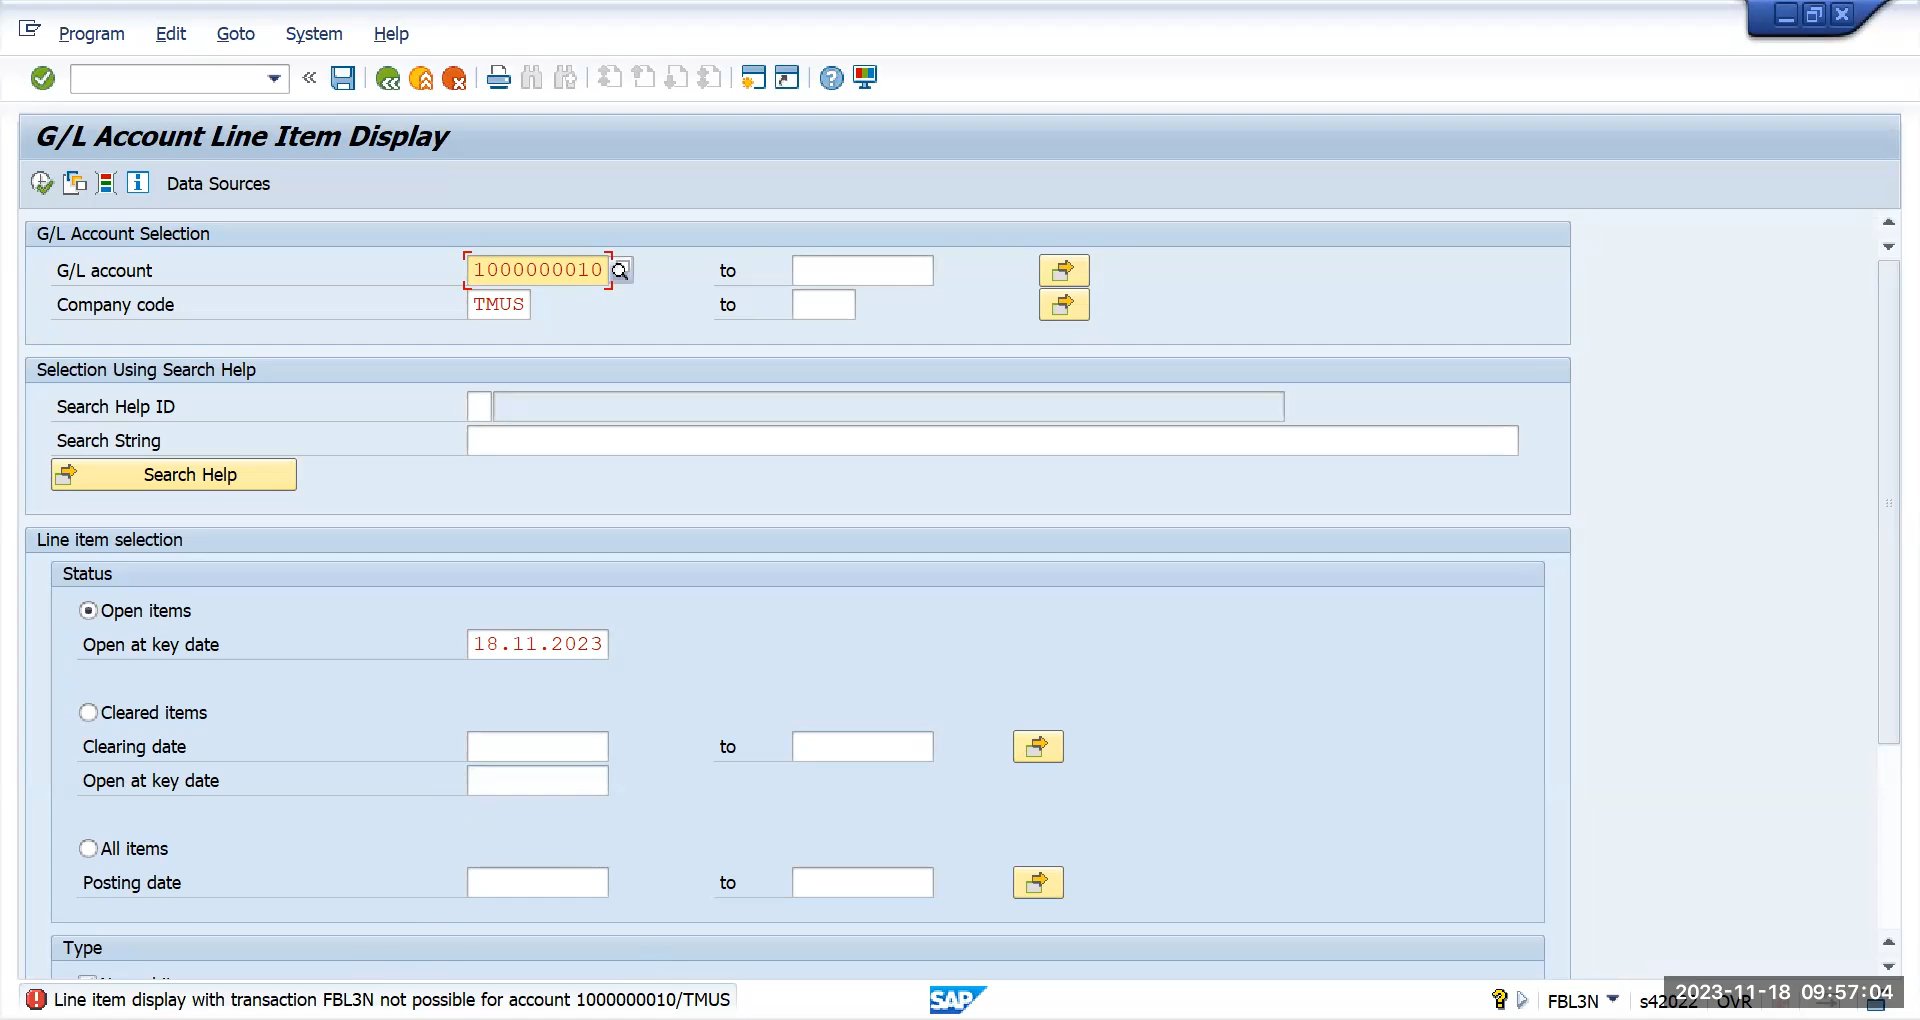 Program Edit Goto System Help
G/L Account Line Item Display
Data Sources
G/L Account Selection
G/L account 1000000010 to
Company code TMUS to
Selection Using Search Help
Search Help ID
Search String
Search Help
Line item selection
Status
Open items
Open at key date 18.11.2023
Cleared items
Clearing date to
Open at key date
All items
Posting date to
Type
Line item display with transaction FBL3N not possible for account 1000000010/TMUS
SAP
FBL3N
s42022
OVR
2023-11-18 09:57:04